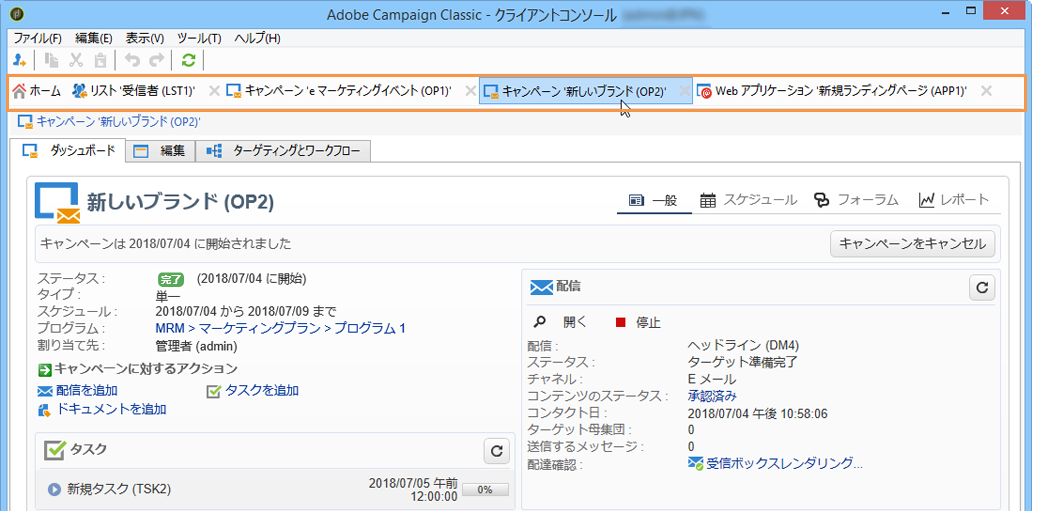 Adobe Campaign Classic - クライアントコンソール
ファイル(F) 編集(E) 表示(V) ツール(T) ヘルプ(H)
ホーム リスト '受信者 (LST1)' キャンペーン 'e マーケティングイベント (OP1)' キャンペーン '新しいブランド (OP2)' Web アプリケーション '新規ランディングページ (APP1)'
キャンペーン '新しいブランド (OP2)'
ダッシュボード 編集 ターゲティングとワークフロー
新しいブランド (OP2) 一般 スケジュール フォーラム レポート
キャンペーンは 2018/07/04 に開始されました キャンペーンをキャンセル
ステータス : 完了 (2018/07/04 に開始)
タイプ : 単一
スケジュール : 2018/07/04 から 2018/07/09 まで
プログラム : MRM > マーケティングプラン > プログラム 1
割り当て先 : 管理者 (admin)
キャンペーンに対するアクション
配信を追加 タスクを追加
ドキュメントを追加
タスク
新規タスク (TSK2) 2018/07/05 午前 12:00:00 0%
配信
開く 停止
配信 : ヘッドライン (DM4)
ステータス : ターゲット準備完了
チャネル : E メール
コンテンツのステータス : 承認済み
コンタクト日 : 2018/07/04 午後 10:58:06
ターゲット母集団 : 0
送信するメッセージ : 0
配達確認 : 受信ボックスレンダリング...